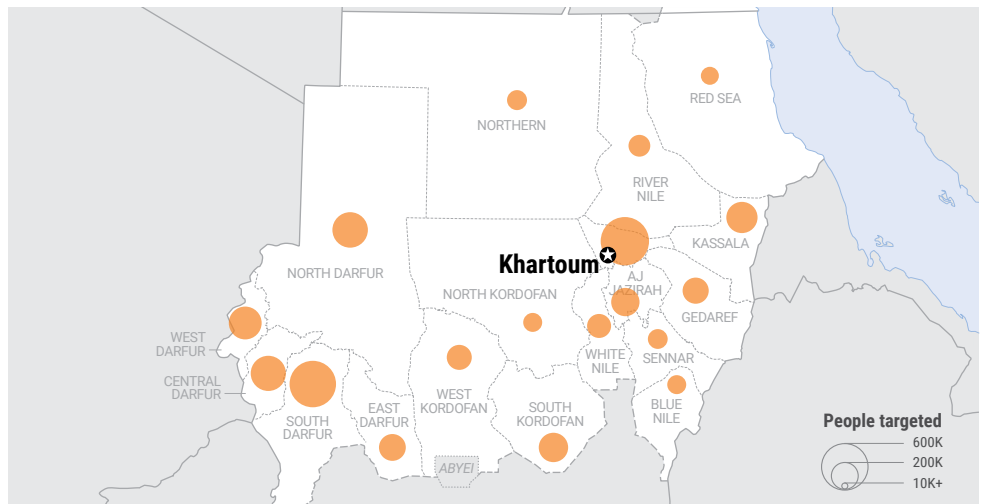 RED SEA
NORTHERN
RIVER
NILE
KASSALA
Khartoum
NORTH DARFUR
AJ
JAZIRAH
NORTH KORDOFAN
GEDAREF
WEST
DARFUR
WHITE
NILE
SENNAR
CENTRAL
DARFUR
WEST
KORDOFAN
EAST
DARFUR
SOUTH
KORDOFAN
BLUE
NILE
SOUTH
DARFUR
ABYEI
People targeted
600K
200K
10K+